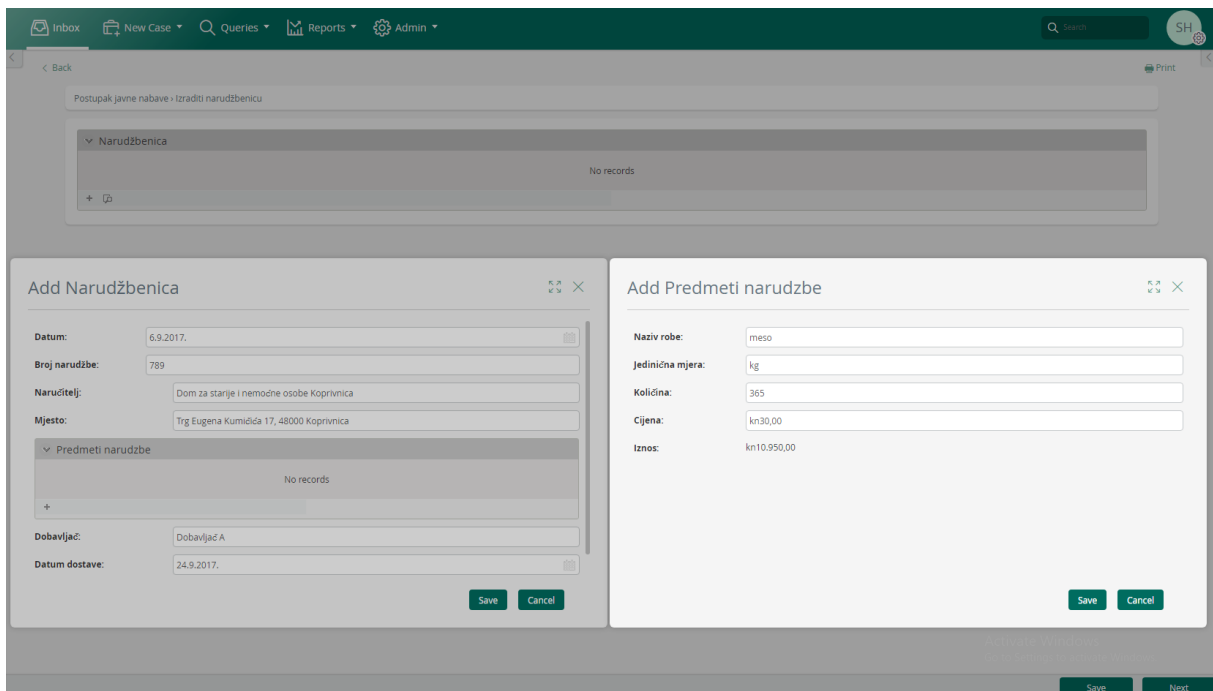 Inbox New Case Queries Reports Admin Search SH
< Back Print
Postupak javne nabave › Izraditi narudžbenicu
Narudžbenica
No records
Add Narudžbenica
Datum: 6.9.2017.
Broj narudžbe: 789
Naručitelj: Dom za starije i nemoćne osobe Koprivnica
Mjesto: Trg Eugena Kumičića 17, 48000 Koprivnica
Predmeti narudzbe
No records
+
Dobavljač: Dobavljač A
Datum dostave: 24.9.2017.
Save Cancel
Add Predmeti narudzbe
Naziv robe: meso
Jedinična mjera: kg
Količina: 365
Cijena: kn30,00
Iznos: kn10.950,00
Save Cancel
Activate Windows
Save Next